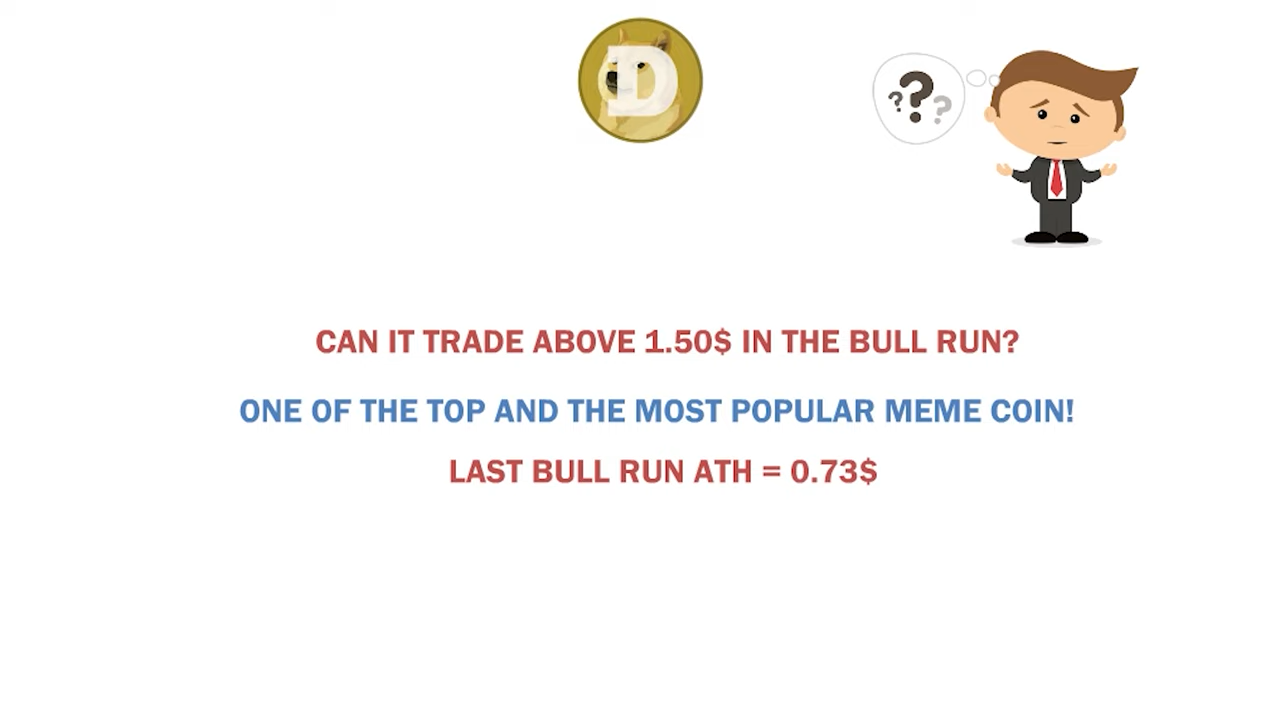 D
? ? ?
CAN IT TRADE ABOVE 1.50$ IN THE BULL RUN?
ONE OF THE TOP AND THE MOST POPULAR MEME COIN!
LAST BULL RUN ATH = 0.73$